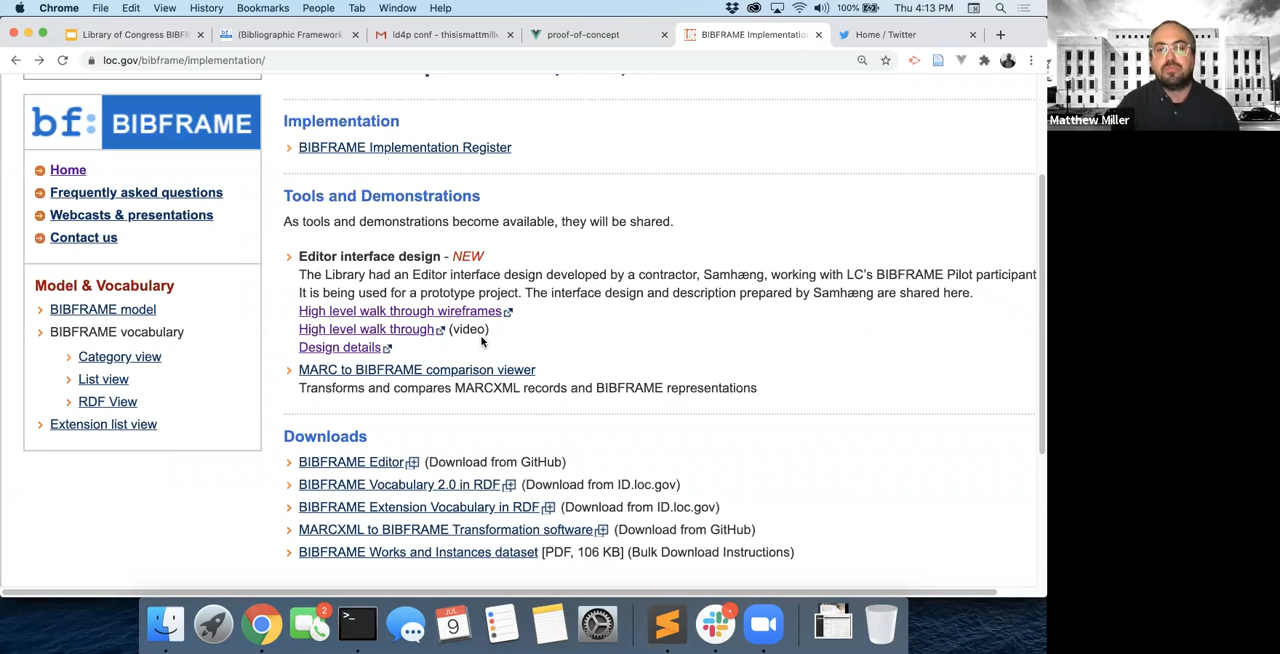 Chrome File Edit View History Bookmarks People Tab Window Help 100% Thu 4:13 PM
Library of Congress BIBFR
(Bibliographic Framework
ld4p conf - thisismattmill
proof-of-concept
BIBFRAME Implementatio
Home / Twitter
loc.gov/bibframe/implementation/
Matthew Miller
bf: BIBFRAME
Home
Frequently asked questions
Webcasts & presentations
Contact us
Model & Vocabulary
BIBFRAME model
BIBFRAME vocabulary
Category view
List view
RDF View
Extension list view
Implementation
BIBFRAME Implementation Register
Tools and Demonstrations
As tools and demonstrations become available, they will be shared.
Editor interface design - NEW
The Library had an Editor interface design developed by a contractor, Samhæng, working with LC's BIBFRAME Pilot participant
It is being used for a prototype project. The interface design and description prepared by Samhæng are shared here.
High level walk through wireframes
High level walk through (video)
Design details
MARC to BIBFRAME comparison viewer
Transforms and compares MARCXML records and BIBFRAME representations
Downloads
BIBFRAME Editor (Download from GitHub)
BIBFRAME Vocabulary 2.0 in RDF (Download from ID.loc.gov)
BIBFRAME Extension Vocabulary in RDF (Download from ID.loc.gov)
MARCXML to BIBFRAME Transformation software (Download from GitHub)
BIBFRAME Works and Instances dataset [PDF, 106 KB] (Bulk Download Instructions)
2
JUL
9